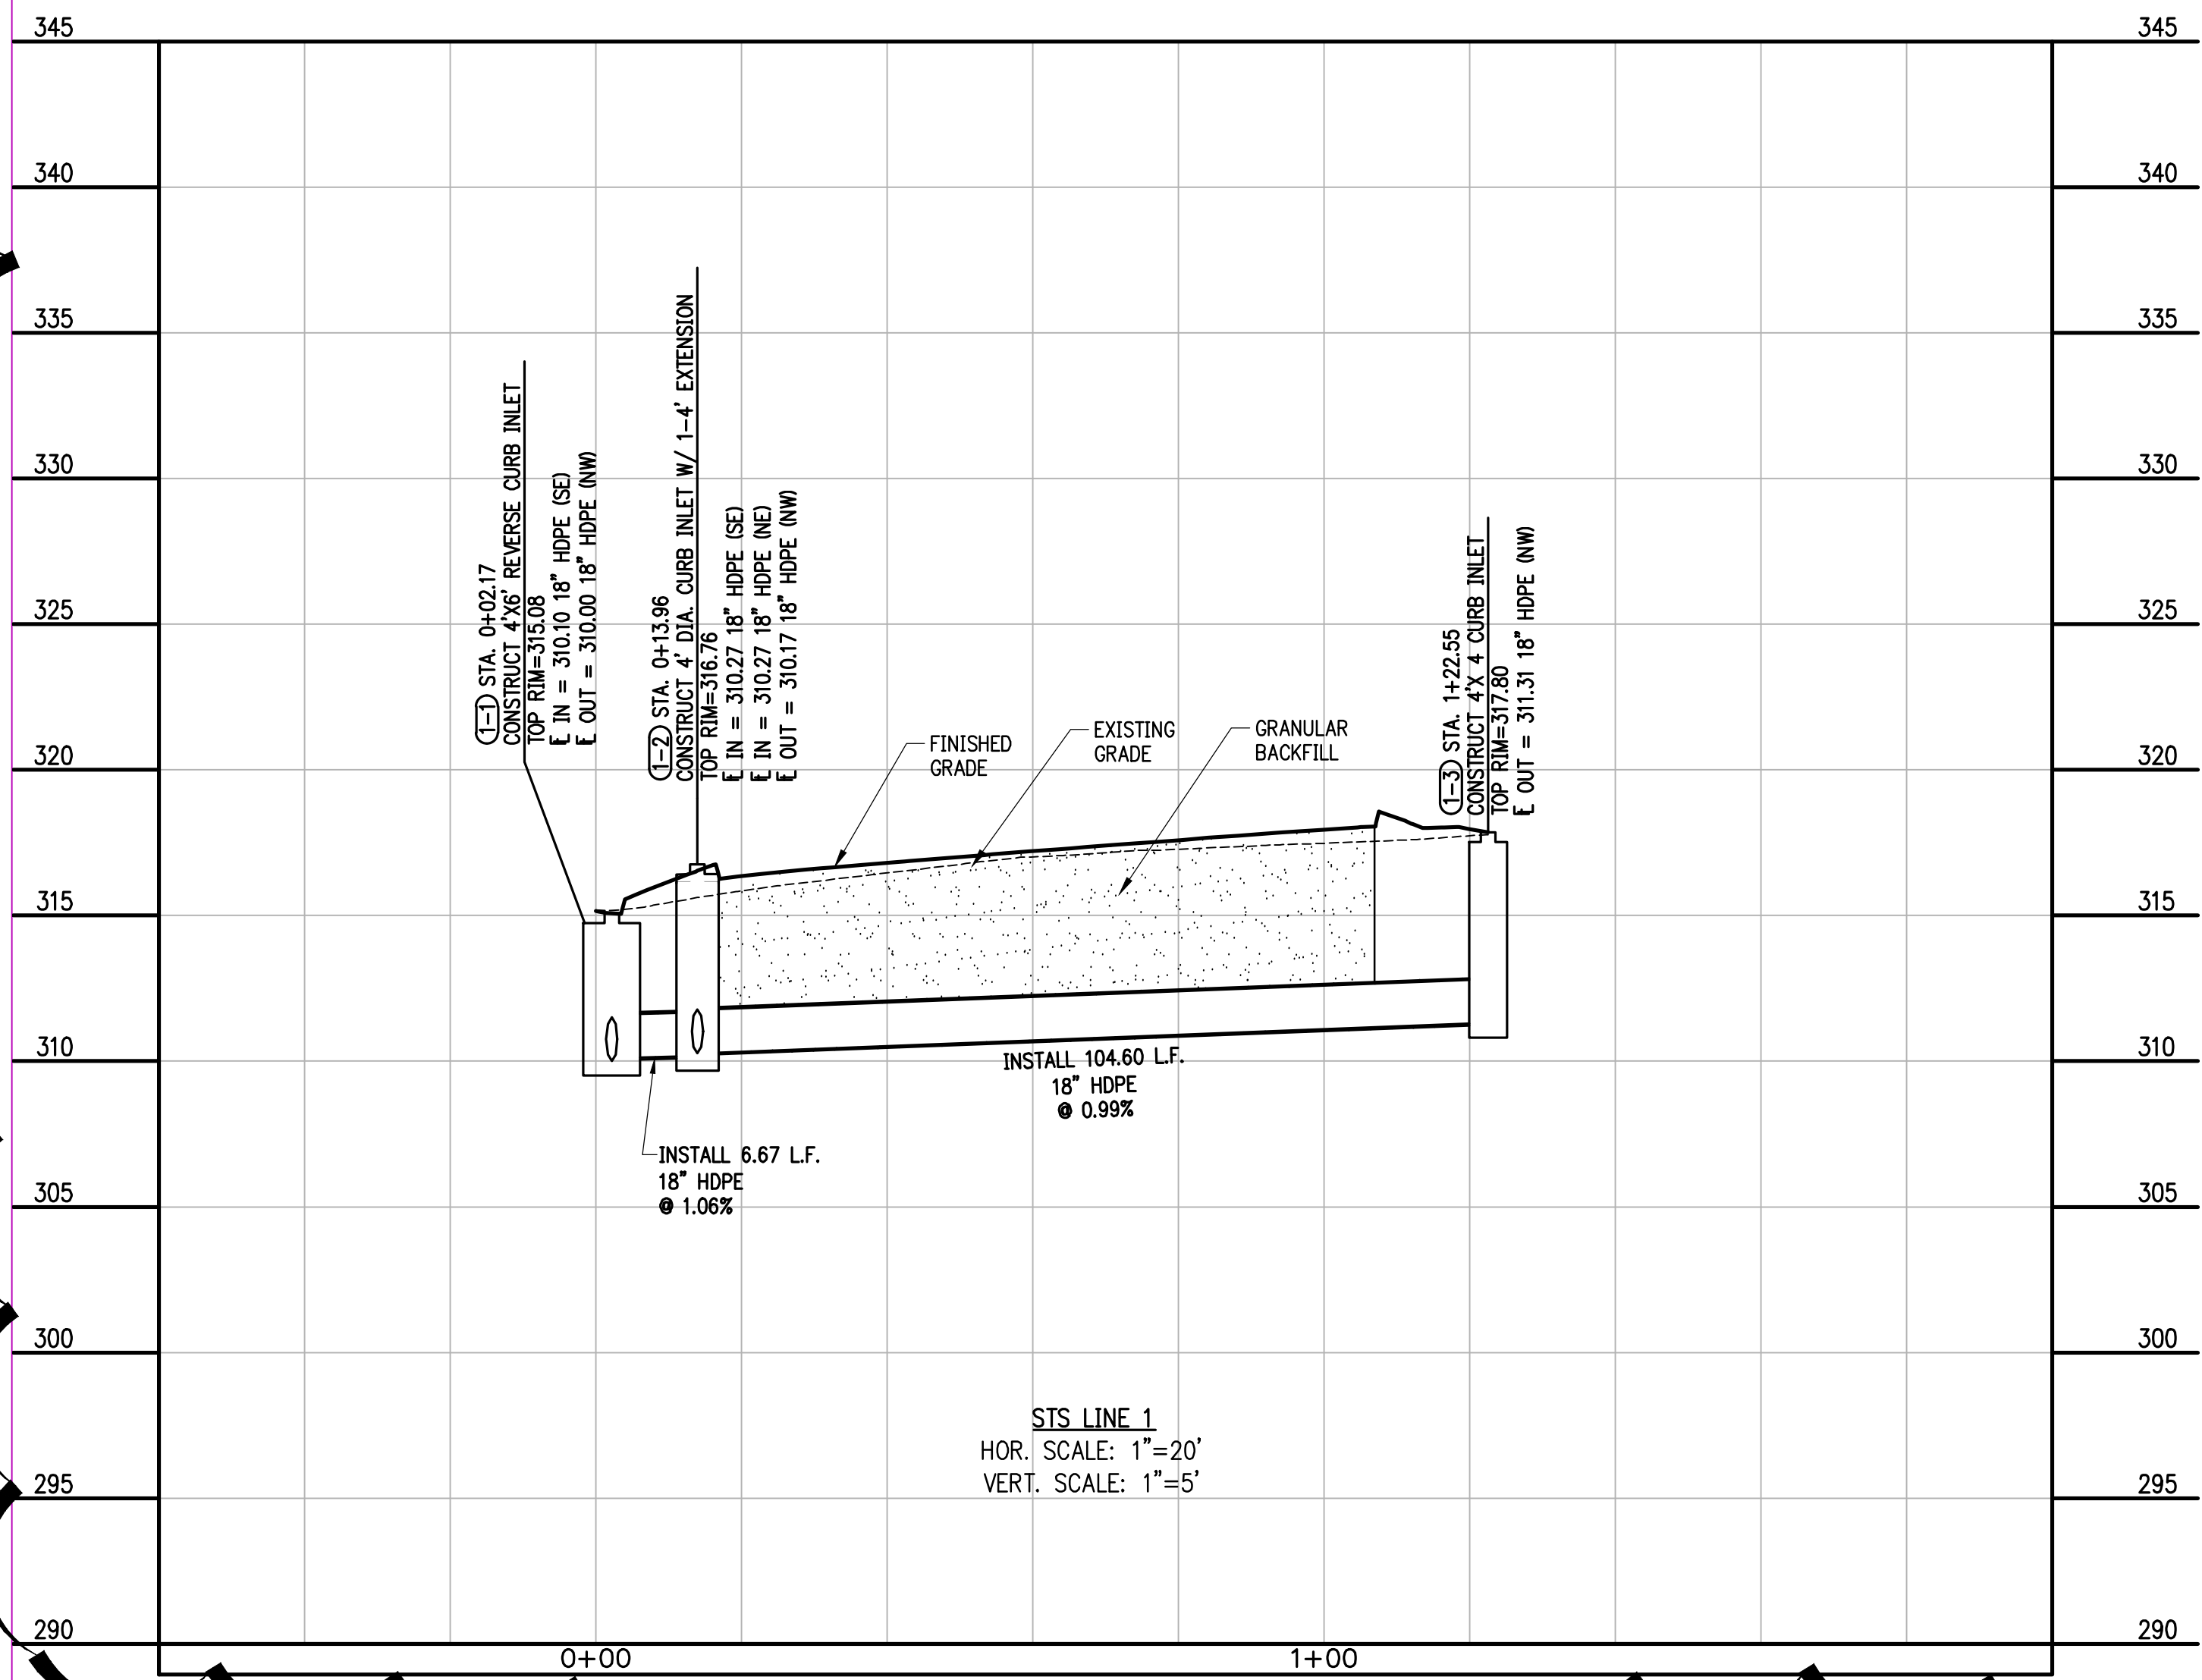 345
345
340
340
335
335
330
330
325
325
320
320
315
315
310
310
305
305
300
300
295
295
290
290
1-1 STA. 0+02.17
CONSTRUCT 4'X6' REVERSE CURB INLET
TOP RIM=315.08
IN = 310.10 18" HDPE (SE)
OUT = 310.00 18" HDPE (NW)
1-2 STA. 0+13.96
CONSTRUCT 4' DIA. CURB INLET W/ 1-4' EXTENSION
TOP RIM=316.76
IN = 310.27 18" HDPE (SE)
IN = 310.27 18" HDPE (NE)
OUT = 310.17 18" HDPE (NW)
FINISHED
GRADE
EXISTING
GRADE
GRANULAR
BACKFILL
1-3 STA. 1+22.55
CONSTRUCT 4'X 4 CURB INLET
TOP RIM=317.80
OUT = 311.31 18" HDPE (NW)
INSTALL 104.60 L.F.
18" HDPE
@ 0.99%
INSTALL 6.67 L.F.
18" HDPE
@ 1.06%
STS LINE 1
HOR. SCALE: 1"=20'
VERT. SCALE: 1"=5'
0+00
1+00